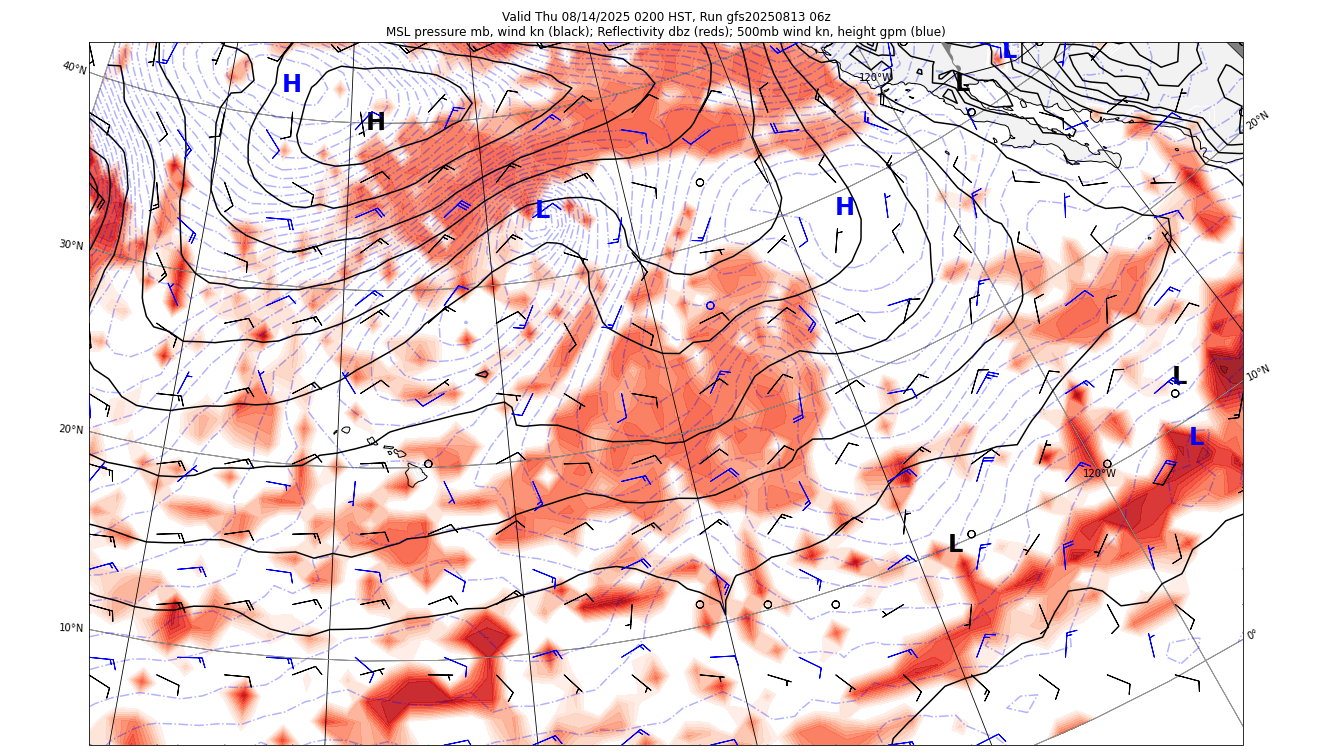 Valid Thu 08/14/2025 0200 HST, Run gfs20250813 06z
MSL pressure mb, wind kn (black); Reflectivity dbz (reds); 500mb wind kn, height gpm (blue)
L
40°N
120°W
H
L
H
20°N
H
L
30°N
10°N
L
20°N
L
120°W
L
10°N
0°